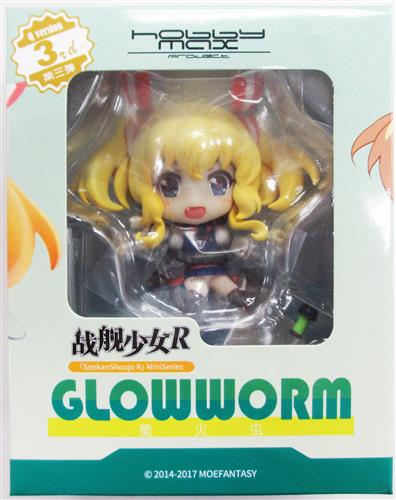 Q version
3rd.
第三弾
hobby
max
PROJECT
战舰少女R
「SenkanShoujo R」MiniSeries
GLOWWORM
萤火虫
© 2014-2017 MOEFANTASY